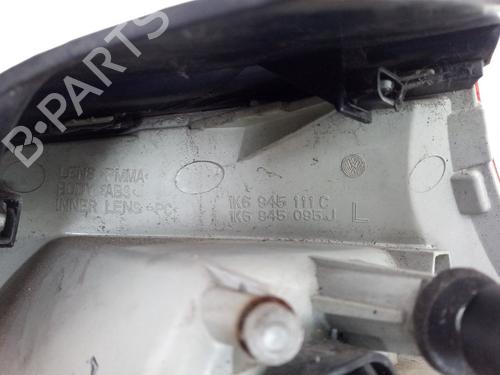 B-PARTS
LENS >PMMA<
BODY >ABS<
INNER LENS >PC<
1K6 945 111 C
1K6 945 095 J L